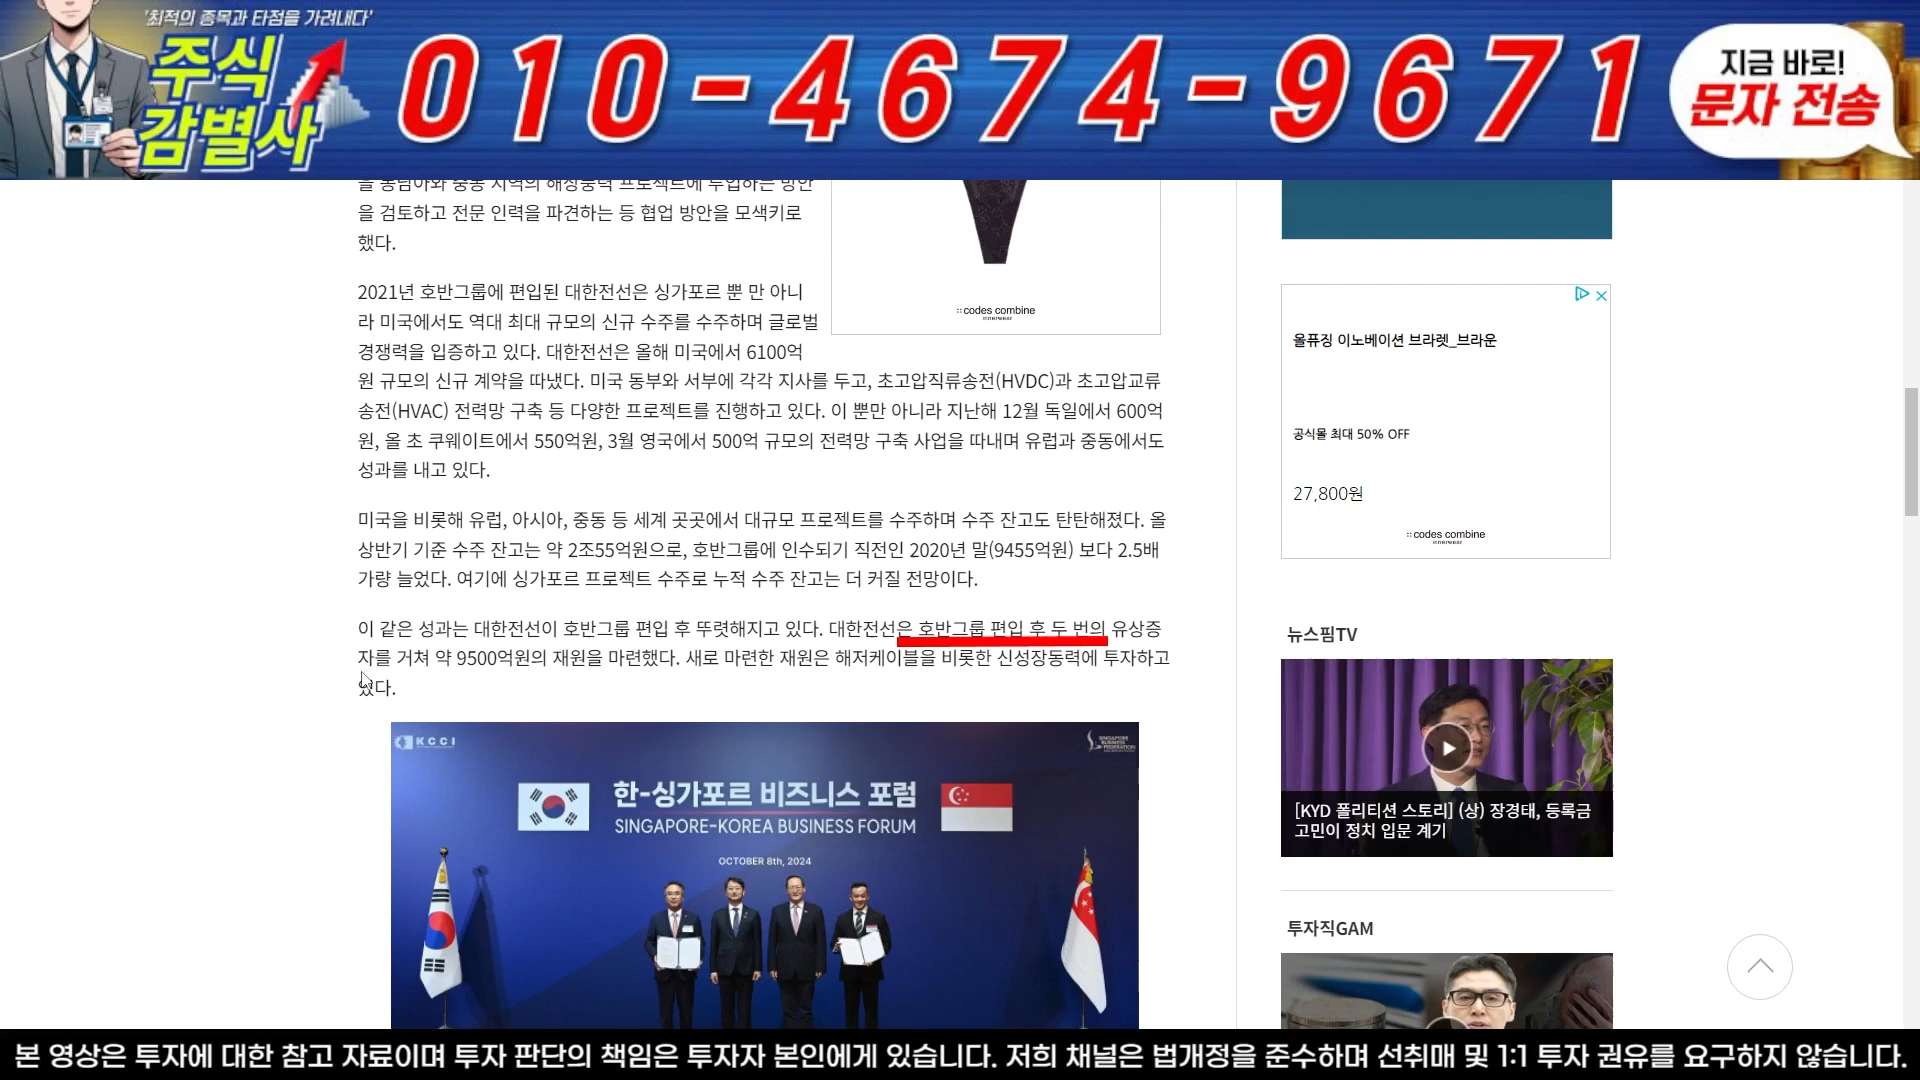 '최적의 종목과 타점을 가려내다'
주식
감별사
010-4674-9671
지금 바로!
문자 전송
을 동남아와 중동 지역의 해상풍력 프로젝트에 투입하는 방안
을 검토하고 전문 인력을 파견하는 등 협업 방안을 모색키로
했다.
2021년 호반그룹에 편입된 대한전선은 싱가포르 뿐 만 아니
라 미국에서도 역대 최대 규모의 신규 수주를 수주하며 글로벌
경쟁력을 입증하고 있다. 대한전선은 올해 미국에서 6100억
원 규모의 신규 계약을 따냈다. 미국 동부와 서부에 각각 지사를 두고, 초고압직류송전(HVDC)과 초고압교류
송전(HVAC) 전력망 구축 등 다양한 프로젝트를 진행하고 있다. 이 뿐만 아니라 지난해 12월 독일에서 600억
원, 올 초 쿠웨이트에서 550억원, 3월 영국에서 500억 규모의 전력망 구축 사업을 따내며 유럽과 중동에서도
성과를 내고 있다.
미국을 비롯해 유럽, 아시아, 중동 등 세계 곳곳에서 대규모 프로젝트를 수주하며 수주 잔고도 탄탄해졌다. 올
상반기 기준 수주 잔고는 약 2조55억원으로, 호반그룹에 인수되기 직전인 2020년 말(9455억원) 보다 2.5배
가량 늘었다. 여기에 싱가포르 프로젝트 수주로 누적 수주 잔고는 더 커질 전망이다.
이 같은 성과는 대한전선이 호반그룹 편입 후 뚜렷해지고 있다. 대한전선은 호반그룹 편입 후 두 번의 유상증
자를 거쳐 약 9500억원의 재원을 마련했다. 새로 마련한 재원은 해저케이블을 비롯한 신성장동력에 투자하고
있다.
codes combine
innerwear
올퓨징 이노베이션 브라렛_브라운
공식몰 최대 50% OFF
27,800원
codes combine
innerwear
뉴스핌TV
[KYD 폴리티션 스토리] (상) 장경태, 등록금
고민이 정치 입문 계기
투자직GAM
KCCI
SINGAPORE
BUSINESS
FEDERATION
한-싱가포르 비즈니스 포럼
SINGAPORE-KOREA BUSINESS FORUM
OCTOBER 8th, 2024
본 영상은 투자에 대한 참고 자료이며 투자 판단의 책임은 투자자 본인에게 있습니다. 저희 채널은 법개정을 준수하며 선취매 및 1:1 투자 권유를 요구하지 않습니다.